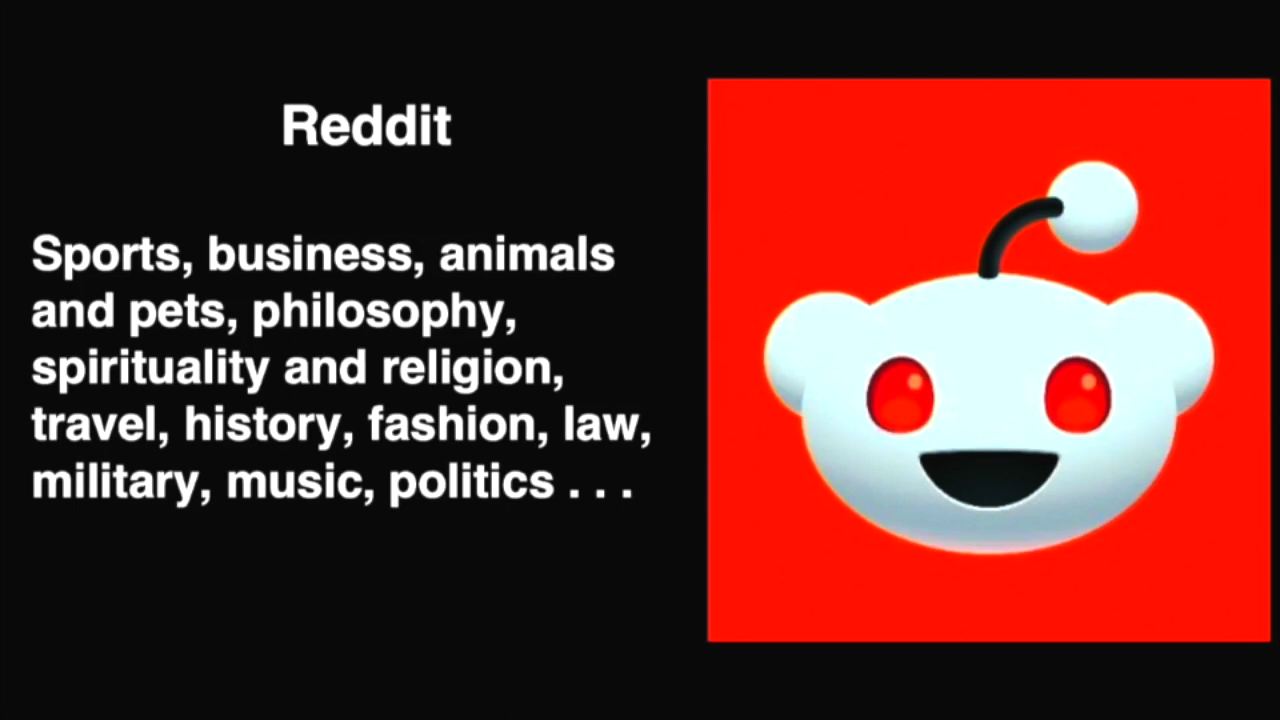 Reddit
Sports, business, animals
and pets, philosophy,
spirituality and religion,
travel, history, fashion, law,
military, music, politics . . .